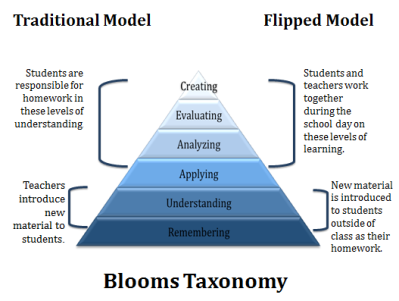 Traditional Model
Flipped Model
Students are
responsible for
homework in
these levels of
understanding
Teachers
introduce
new
material to
students.
Creating
Evaluating
Analyzing
Applying
Understanding
Remembering
Students and
teachers work
together
during the
school day on
these levels of
learning.
New material
is introduced
to students
outside of
class as their
homework.
Blooms Taxonomy